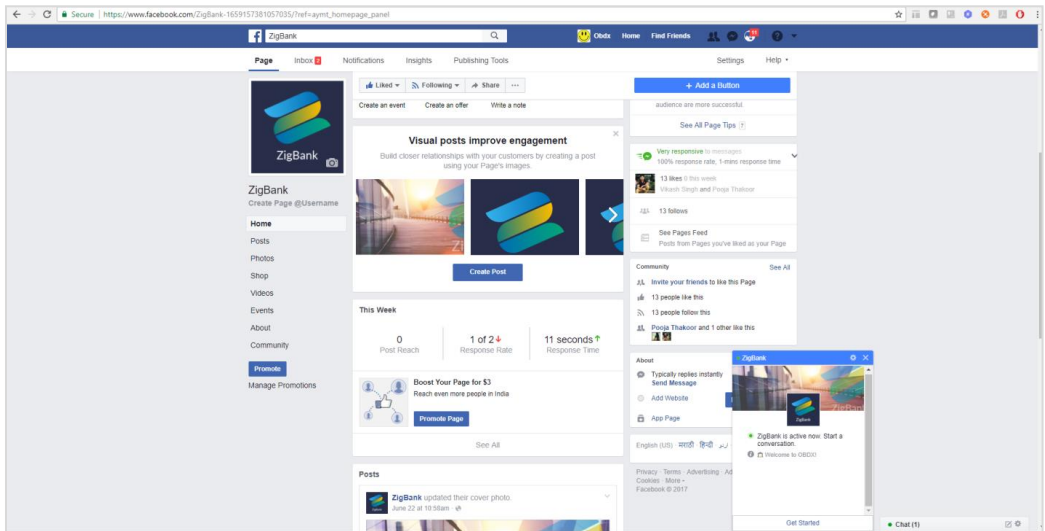 Secure | https://www.facebook.com/ZigBank-1659157381057035/?ref=aymt_homepage_panel
ZigBank
Obdx Home Find Friends
Page Inbox Notifications Insights Publishing Tools Settings Help
Liked Following Share ...
+ Add a Button
Create an event Create an offer Write a note
audience are more successful.
See All Page Tips ?
ZigBank
ZigBank
Create Page @Username
Home
Posts
Photos
Shop
Videos
Events
About
Community
Promote
Manage Promotions
Visual posts improve engagement
Build closer relationships with your customers by creating a post
using your Page's images.
Create Post
This Week
0
Post Reach
1 of 2
Response Rate
11 seconds
Response Time
Boost Your Page for $3
Reach even more people in India
Promote Page
See All
Posts
ZigBank updated their cover photo.
June 22 at 10:58am
Very responsive to messages
100% response rate, 1-mins response time
13 likes 0 this week
Vikash Singh and Pooja Thakoor
13 follows
See Pages Feed
Posts from Pages you've liked as your Page
Community See All
Invite your friends to like this Page
13 people like this
13 people follow this
Pooja Thakoor and 1 other like this
About
Typically replies instantly
Send Message
Add Website
App Page
English (US) · मराठी · हिन्दी ·
Privacy · Terms · Advertising ·
Cookies · More
Facebook © 2017
ZigBank
ZigBank
ZigBank is active now. Start a
conversation.
Welcome to OBDX!
Get Started
Chat (1)